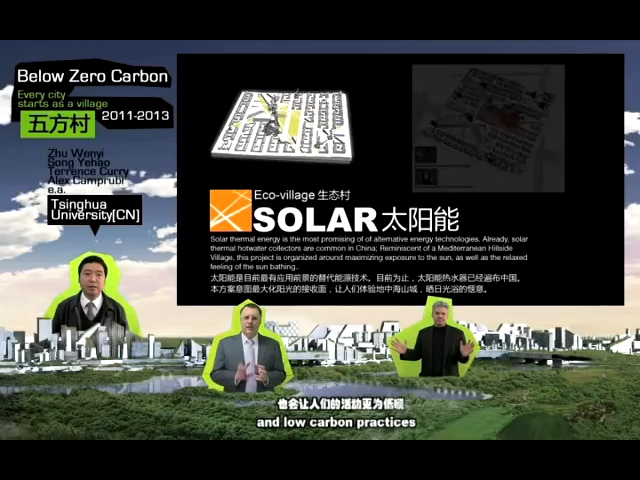 Below Zero Carbon
Every city
starts as a village
五方村
2011-2013
Zhu Wenyi
Song Yehao
Terrence Curry
Alex Camprubi
e.a.
Tsinghua
University[CN]
Eco-village 生态村
SOLAR 太阳能
Solar thermal energy is the most promising of of alternative energy technologies. Already, solar
thermal hotwater collectors are common in China; Reminiscent of a Mediterranean Hillside
Village, this project is organized around maximizing exposure to the sun, as well as the relaxed
feeling of the sun bathing..
太阳能是目前最有应用前景的替代能源技术。目前为止，太阳能热水器已经遍布中国。
本方案意图最大化阳光的接收面，让人们体验地中海山城，晒日光浴的惬意。
也会让人们的活动更为低碳
and low carbon practices